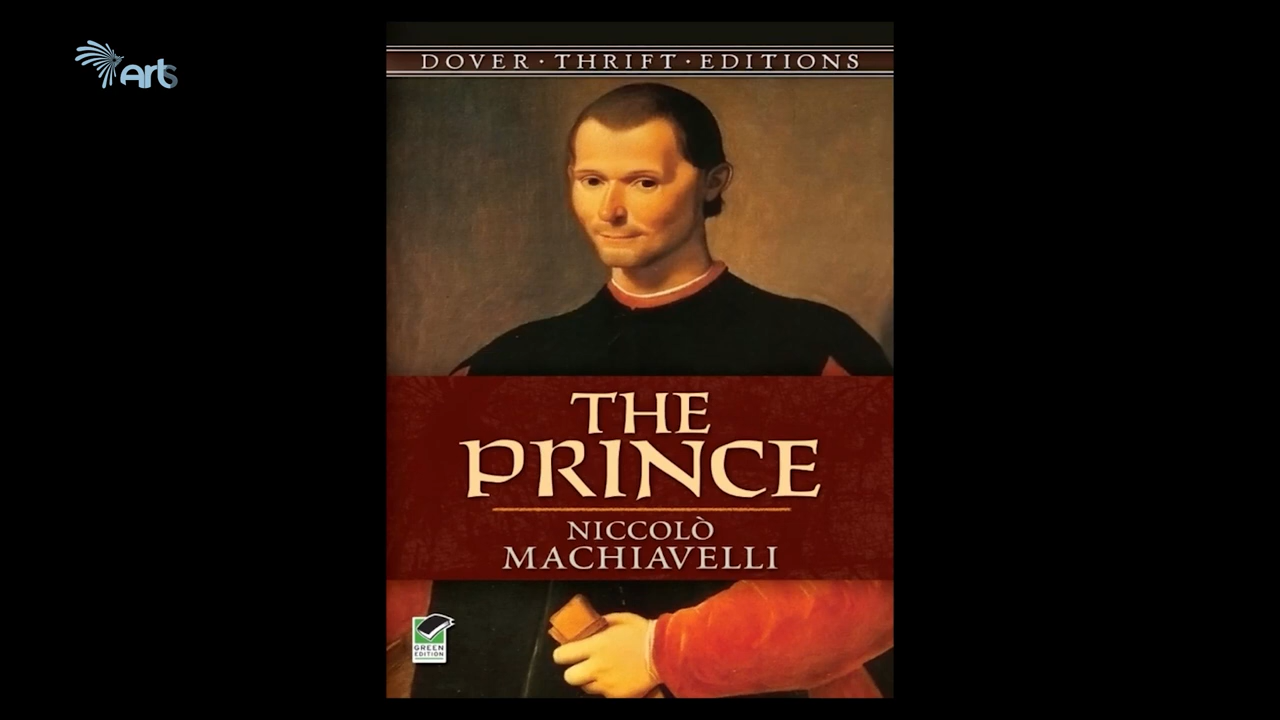 Arts
DOVER · THRIFT · EDITIONS
THE
PRINCE
NICCOLÒ
MACHIAVELLI
GREEN
EDITION